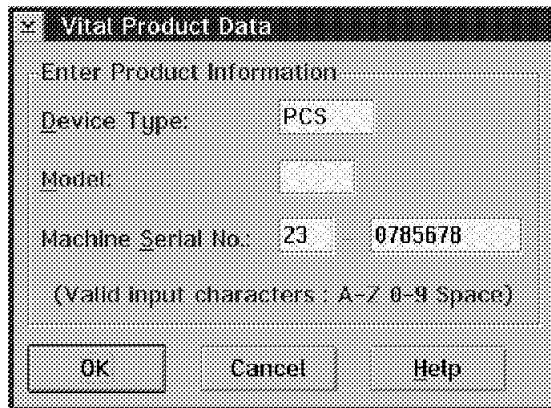 Vital Product Data
Enter Product Information
Device Type: PCS
Model:
Machine Serial No.: 23 0785678
(Valid input characters : A-Z 0-9 Space)
OK Cancel Help